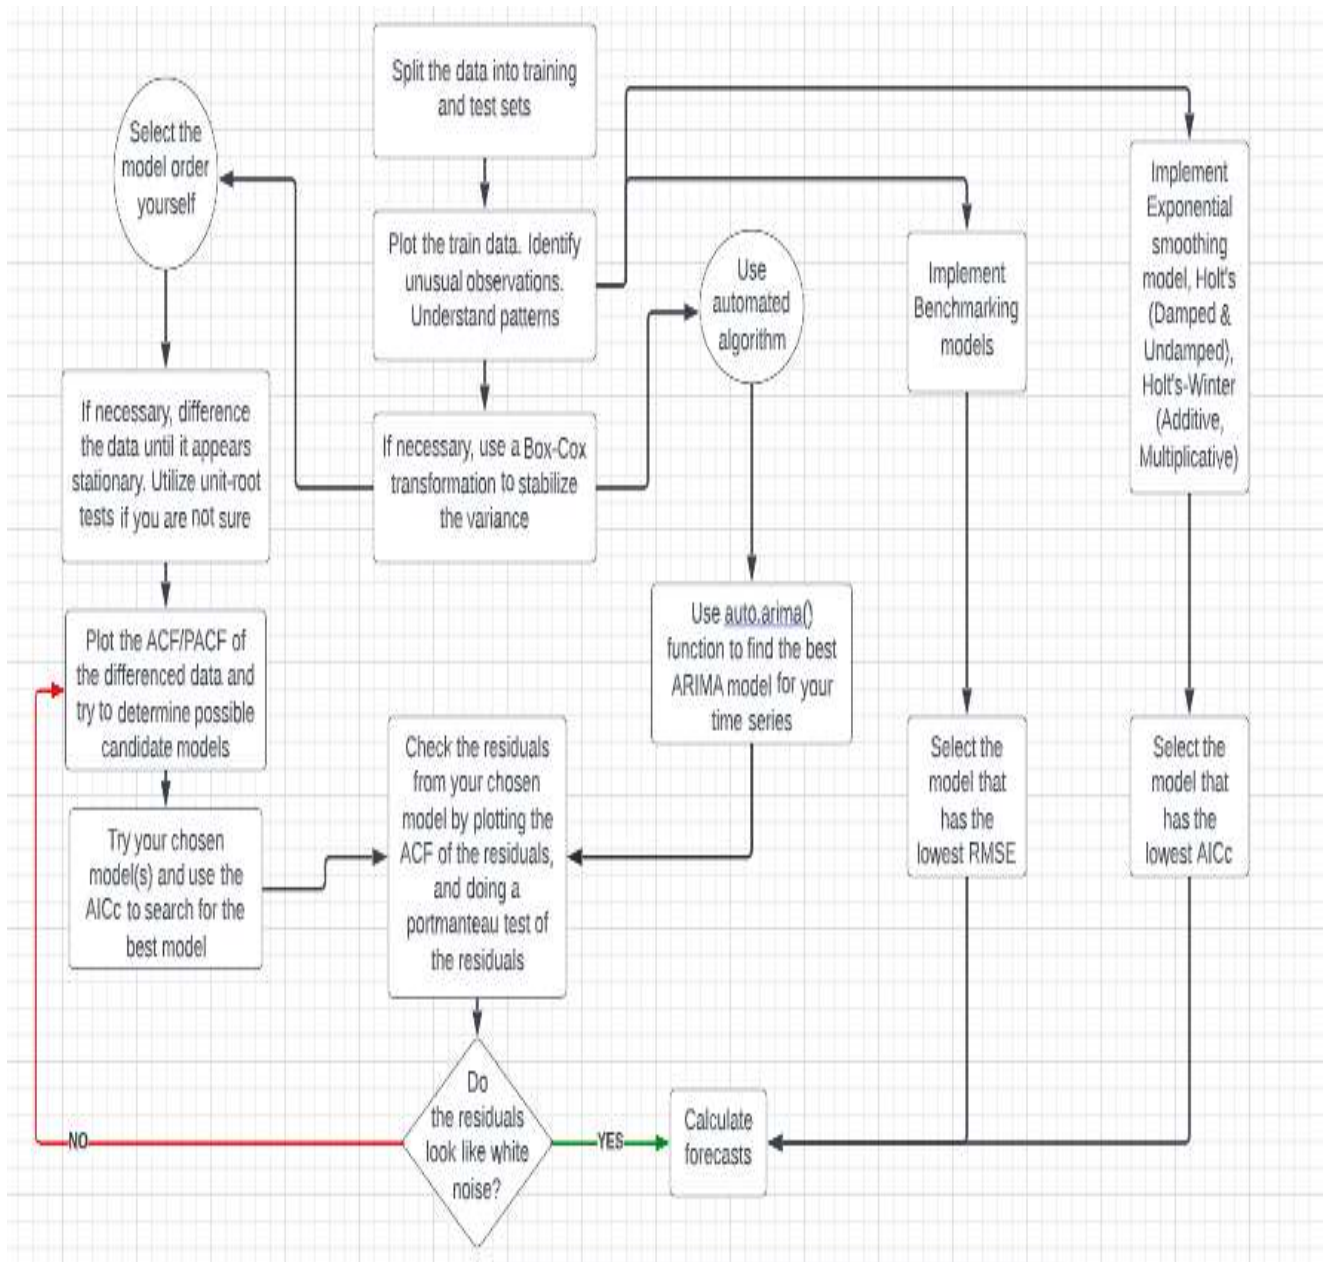 Split the data into training
and test sets
Select the
model order
yourself
Plot the train data. Identify
unusual observations.
Understand patterns
Use
automated
algorithm
Implement
Benchmarking
models
Implement
Exponential
smoothing
model, Holt's
(Damped &
Undamped),
Holt's-Winter
(Additive,
Multiplicative)
If necessary, difference
the data until it appears
stationary. Utilize unit-root
tests if you are not sure
If necessary, use a Box-Cox
transformation to stabilize
the variance
Plot the ACF/PACF of
the differenced data and
try to determine possible
candidate models
Use auto.arima()
function to find the best
ARIMA model for your
time series
Try your chosen
model(s) and use the
AICc to search for the
best model
Check the residuals
from your chosen
model by plotting the
ACF of the residuals,
and doing a
portmanteau test of
the residuals
Select the
model that
has the
lowest RMSE
Select the
model that
has the
lowest AICc
Do
the residuals
look like white
noise?
NO
YES
Calculate
forecasts